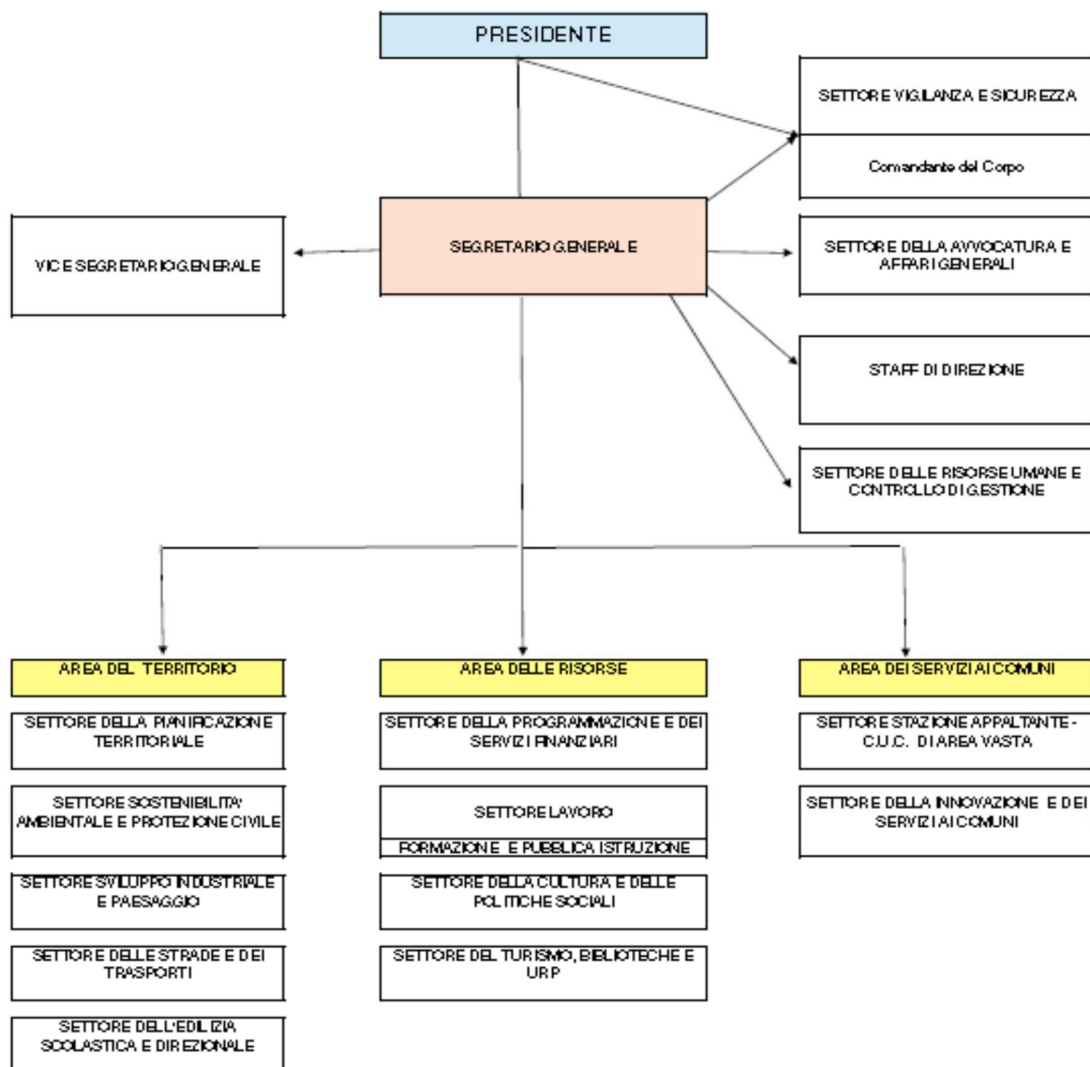 PRESIDENTE
SETTORE VIGILANZA E SICUREZZA
Comandante del Corpo
VICE SEGRETARIO GENERALE
SEGRETARIO GENERALE
SETTORE DELLA AVVOCATURA E
AFFARI GENERALI
STAFF DI DIREZIONE
SETTORE DELLE RISORSE UMANE E
CONTROLLO DI GESTIONE
AREA DEL TERRITORIO
SETTORE DELLA PIANIFICAZIONE
TERRITORIALE
SETTORE SOSTENIBILITA'
AMBIENTALE E PROTEZIONE CIVILE
SETTORE SVILUPPO INDUSTRIALE
E PAESAGGIO
SETTORE DELLE STRADE E DEI
TRASPORTI
SETTORE DELL'EDILIZIA
SCOLASTICA E DIREZIONALE
AREA DELLE RISORSE
SETTORE DELLA PROGRAMMAZIONE E DEI
SERVIZI FINANZIARI
SETTORE LAVORO
FORMAZIONE E PUBBLICA ISTRUZIONE
SETTORE DELLA CULTURA E DELLE
POLITICHE SOCIALI
SETTORE DEL TURISMO, BIBLIOTECHE E
URP
AREA DEI SERVIZI AI COMUNI
SETTORE STAZIONE APPALTANTE -
C.U.C. DI AREA VASTA
SETTORE DELLA INNOVAZIONE E DEI
SERVIZI AI COMUNI